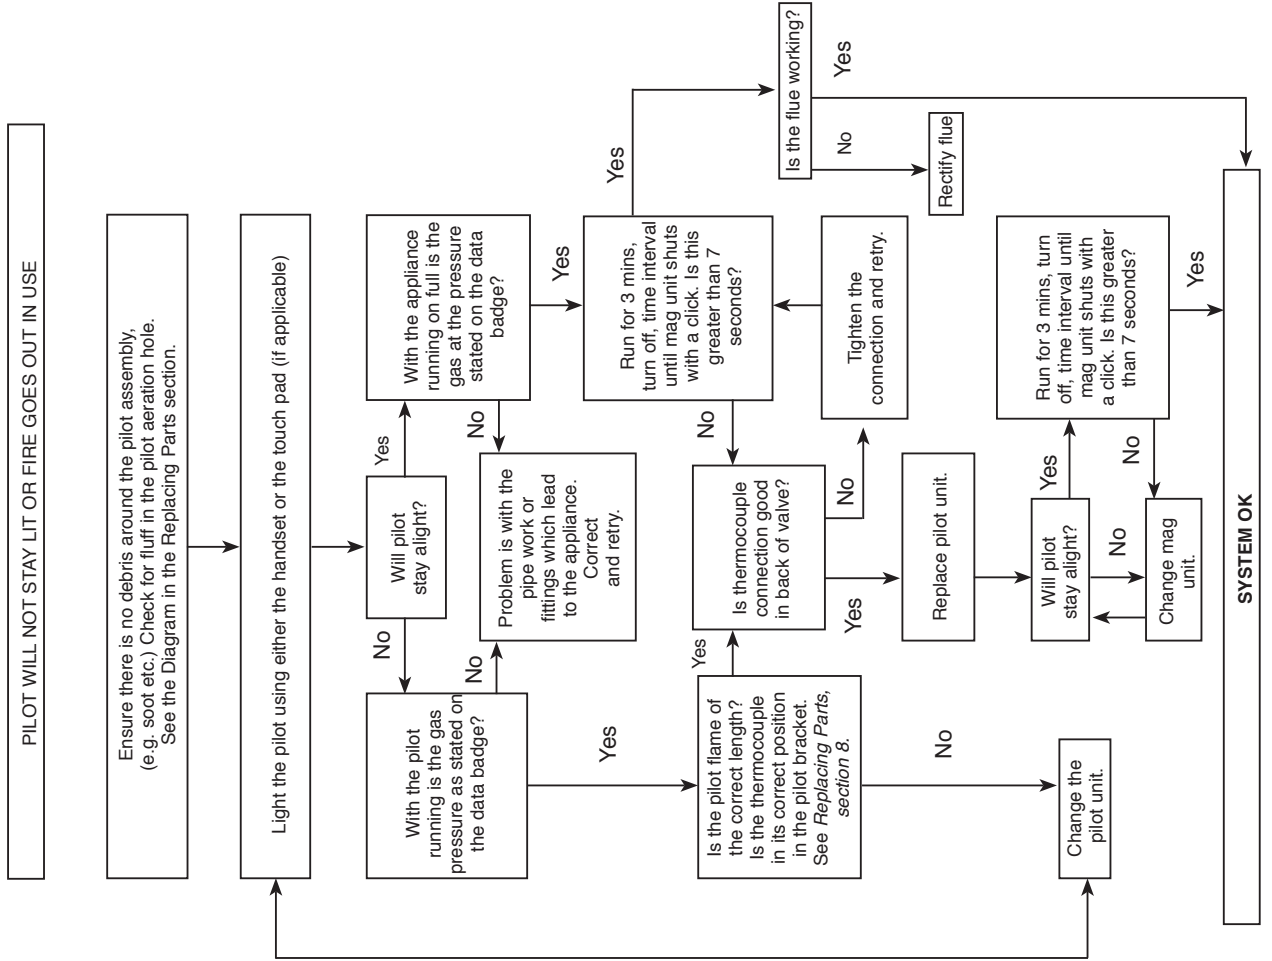 PILOT WILL NOT STAY LIT OR FIRE GOES OUT IN USE
Ensure there is no debris around the pilot assembly,
(e.g. soot etc.) Check for fluff in the pilot aeration hole.
See the Diagram in the Replacing Parts section.
Light the pilot using either the handset or the touch pad (if applicable)
Will pilot
stay alight?
No
Yes
With the pilot
running is the gas
pressure as stated on
the data badge?
No
Yes
With the appliance
running on full is the
gas at the pressure
stated on the data
badge?
No
Yes
Problem is with the
pipe work or
fittings which lead
to the appliance.
Correct
and retry.
Run for 3 mins,
turn off, time interval
until mag unit shuts
with a click. Is this
greater than 7
seconds?
No
Yes
Is the pilot flame of
the correct length?
Is the thermocouple
in its correct position
in the pilot bracket.
See Replacing Parts,
section 8.
Yes
No
Is thermocouple
connection good
in back of valve?
Yes
No
Tighten the
connection and retry.
Is the flue working?
No
Yes
Rectify flue
Replace pilot unit.
Will pilot
stay alight?
Yes
No
Run for 3 mins, turn
off, time interval until
mag unit shuts with
a click. Is this greater
than 7 seconds?
No
Yes
Change mag
unit.
Change the
pilot unit.
SYSTEM OK